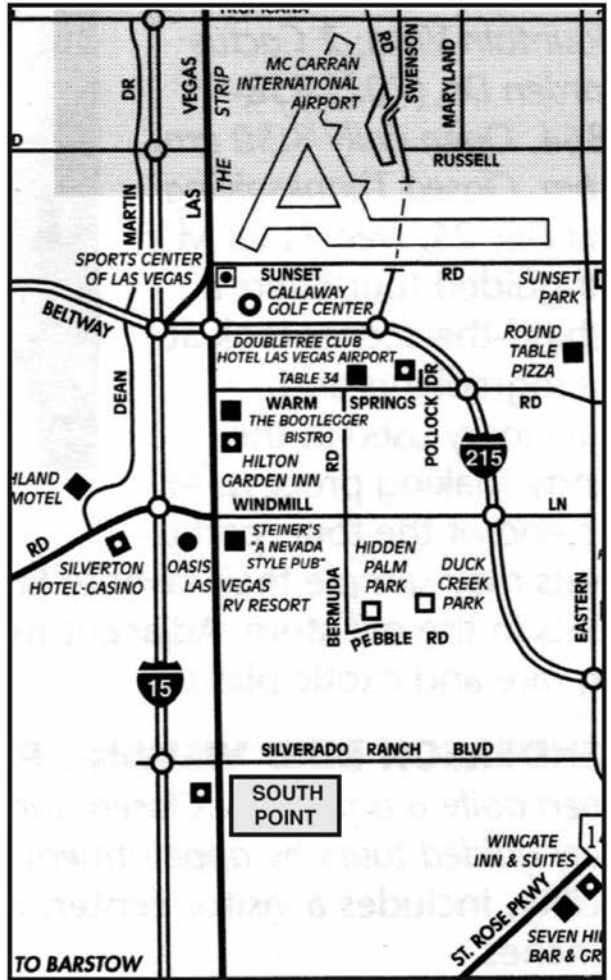 TROPICANA
DR
VEGAS
STRIP
MC CARRAN
INTERNATIONAL
AIRPORT
RD
SWENSON
MARYLAND
RUSSELL
MARTIN
LAS
THE
SPORTS CENTER
OF LAS VEGAS
SUNSET RD
SUNSET
PARK
CALLAWAY
GOLF CENTER
BELTWAY
DOUBLETREE CLUB
HOTEL LAS VEGAS AIRPORT
ROUND
TABLE
PIZZA
TABLE 34
DEAN
WARM SPRINGS RD
POLLOCK DR
THE BOOTLEGGER
BISTRO
RD
215
HILTON
GARDEN INN
HLAND
MOTEL
WINDMILL LN
RD
SILVERTON
HOTEL-CASINO
OASIS
LAS VEGAS
RV RESORT
STEINER'S
"A NEVADA
STYLE PUB"
HIDDEN
PALM
PARK
DUCK
CREEK
PARK
BERMUDA
PEBBLE RD
EASTERN
15
SILVERADO RANCH BLVD
SOUTH
POINT
14
WINGATE
INN & SUITES
ST. ROSE PKWY
SEVEN HIL
BAR & GR
TO BARSTOW